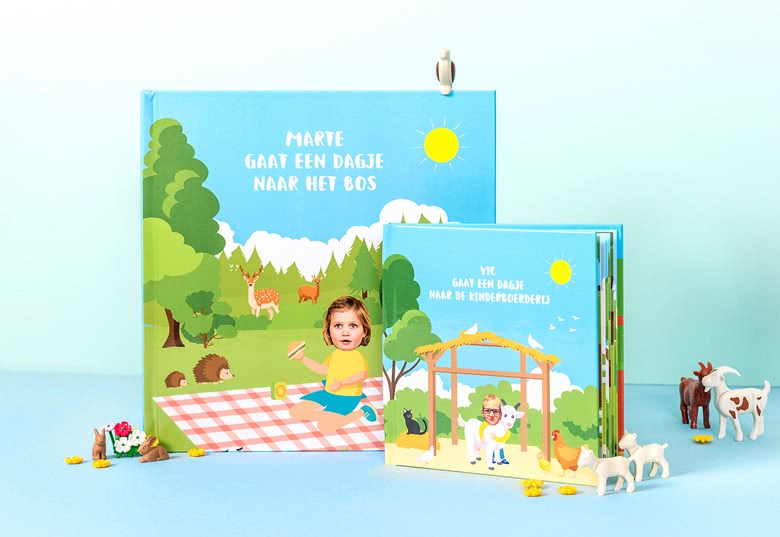 MARTE
GAAT EEN DAGJE
NAAR HET BOS
VIC
GAAT EEN DAGJE
NAAR DE KINDERBOERDERIJ